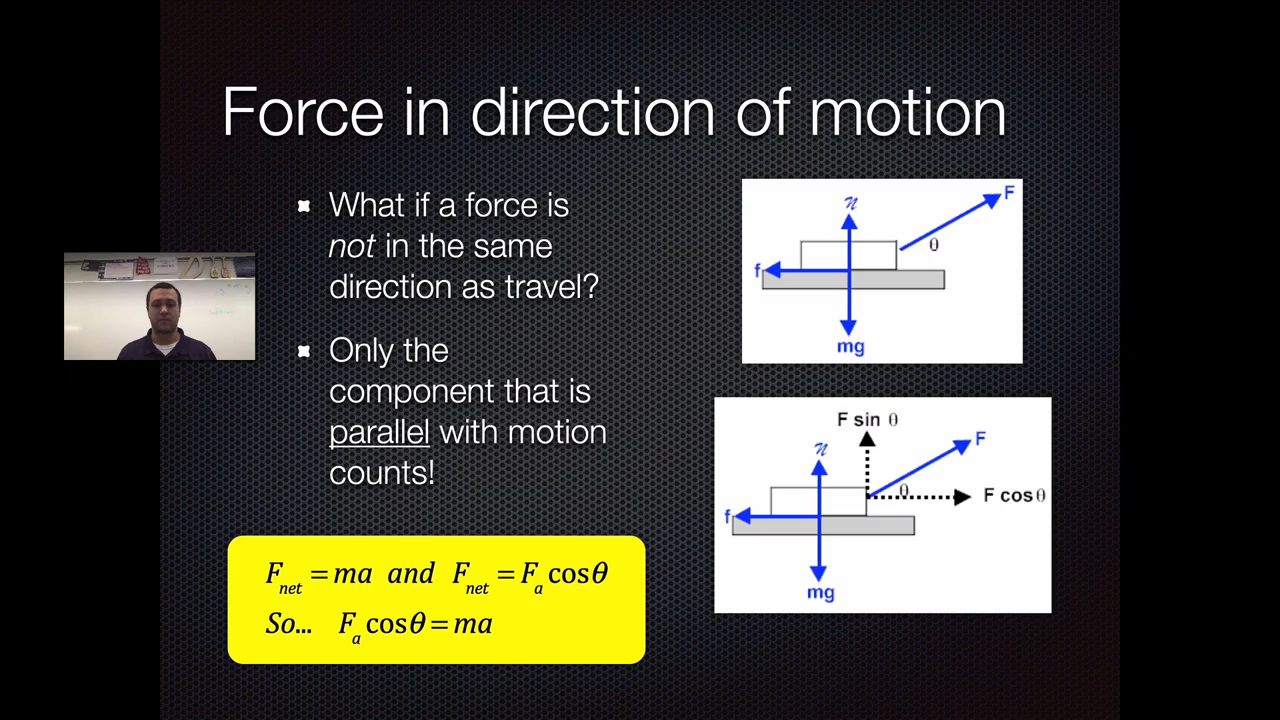 Force in direction of motion
What if a force is
not in the same
direction as travel?
Only the
component that is
parallel with motion
counts!
F_net = ma and F_net = F_a cosθ
So... F_a cosθ = ma
n
F
θ
f
mg
F sin θ
n
F
θ
F cos θ
f
mg